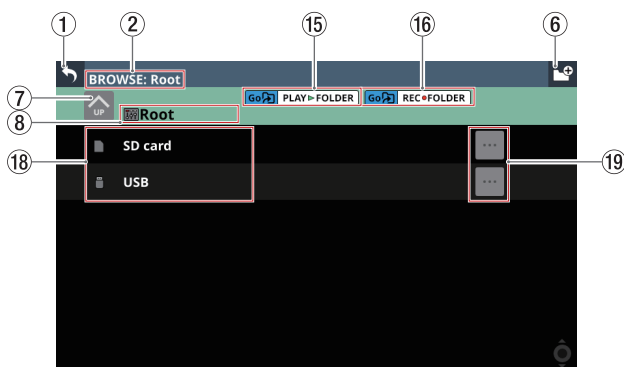 ① ② ⑮ ⑯ ⑥
BROWSE: Root
⑦ UP Go PLAY FOLDER Go REC FOLDER
⑧ Root
⑱ SD card ... ⑲
USB ...